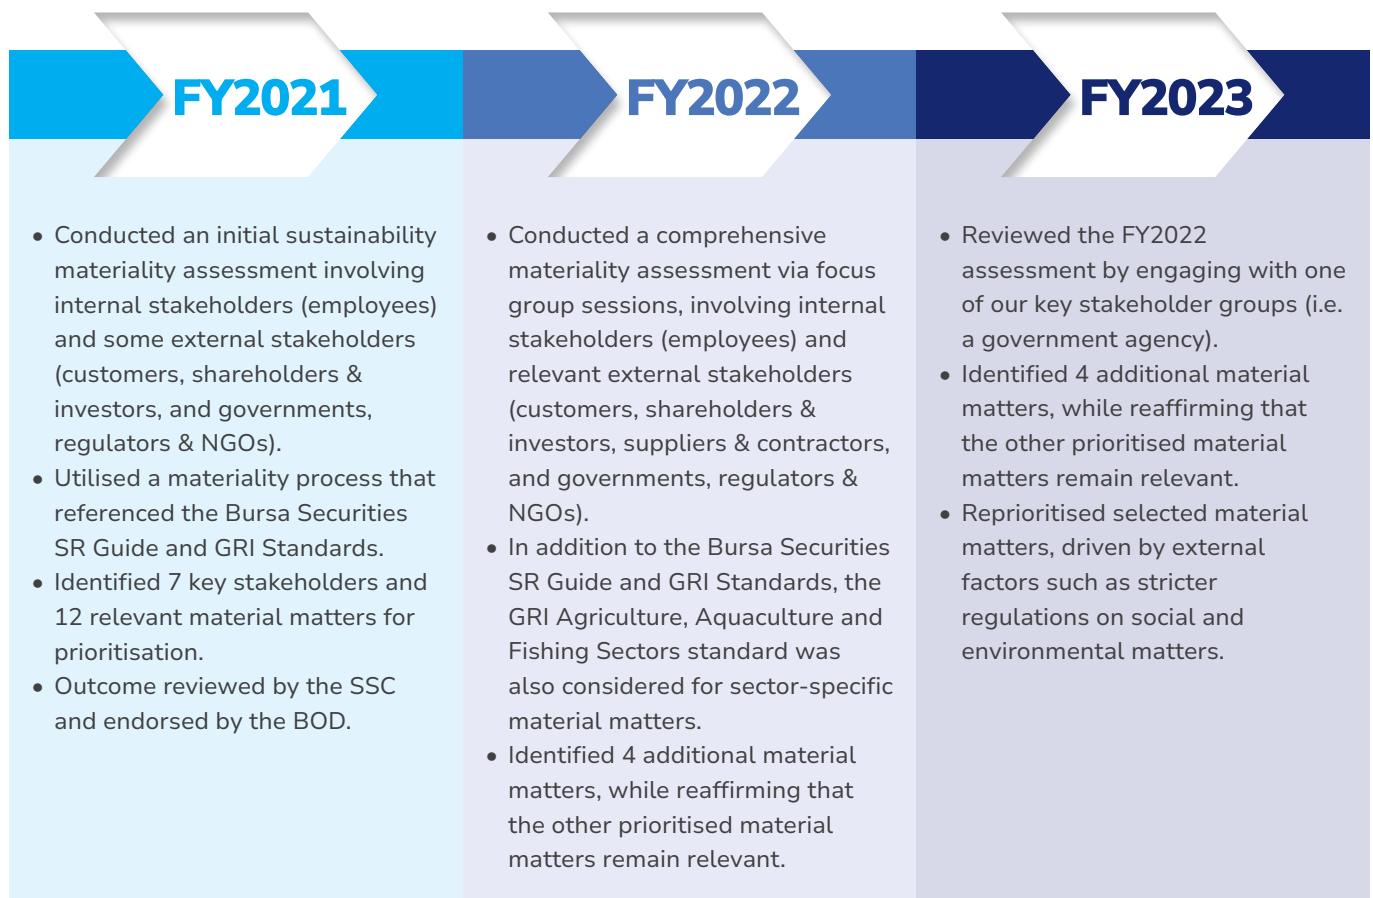 FY2021
• Conducted an initial sustainability
materiality assessment involving
internal stakeholders (employees)
and some external stakeholders
(customers, shareholders &
investors, and governments,
regulators & NGOs).
• Utilised a materiality process that
referenced the Bursa Securities
SR Guide and GRI Standards.
• Identified 7 key stakeholders and
12 relevant material matters for
prioritisation.
• Outcome reviewed by the SSC
and endorsed by the BOD.
FY2022
• Conducted a comprehensive
materiality assessment via focus
group sessions, involving internal
stakeholders (employees) and
relevant external stakeholders
(customers, shareholders &
investors, suppliers & contractors,
and governments, regulators &
NGOs).
• In addition to the Bursa Securities
SR Guide and GRI Standards, the
GRI Agriculture, Aquaculture and
Fishing Sectors standard was
also considered for sector-specific
material matters.
• Identified 4 additional material
matters, while reaffirming that
the other prioritised material
matters remain relevant.
FY2023
• Reviewed the FY2022
assessment by engaging with one
of our key stakeholder groups (i.e.
a government agency).
• Identified 4 additional material
matters, while reaffirming that
the other prioritised material
matters remain relevant.
• Reprioritised selected material
matters, driven by external
factors such as stricter
regulations on social and
environmental matters.